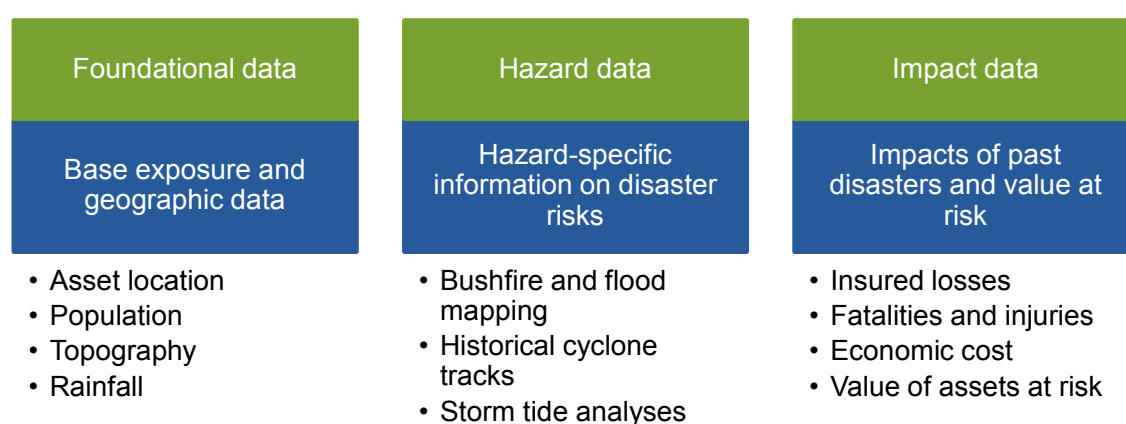 Foundational data
Base exposure and
geographic data
• Asset location
• Population
• Topography
• Rainfall
Hazard data
Hazard-specific
information on disaster
risks
• Bushfire and flood
mapping
• Historical cyclone
tracks
• Storm tide analyses
Impact data
Impacts of past
disasters and value at
risk
• Insured losses
• Fatalities and injuries
• Economic cost
• Value of assets at risk